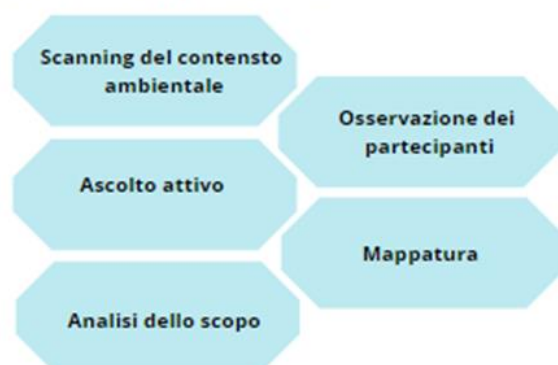 Scanning del contensto
ambientale
Osservazione dei
partecipanti
Ascolto attivo
Mappatura
Analisi dello scopo